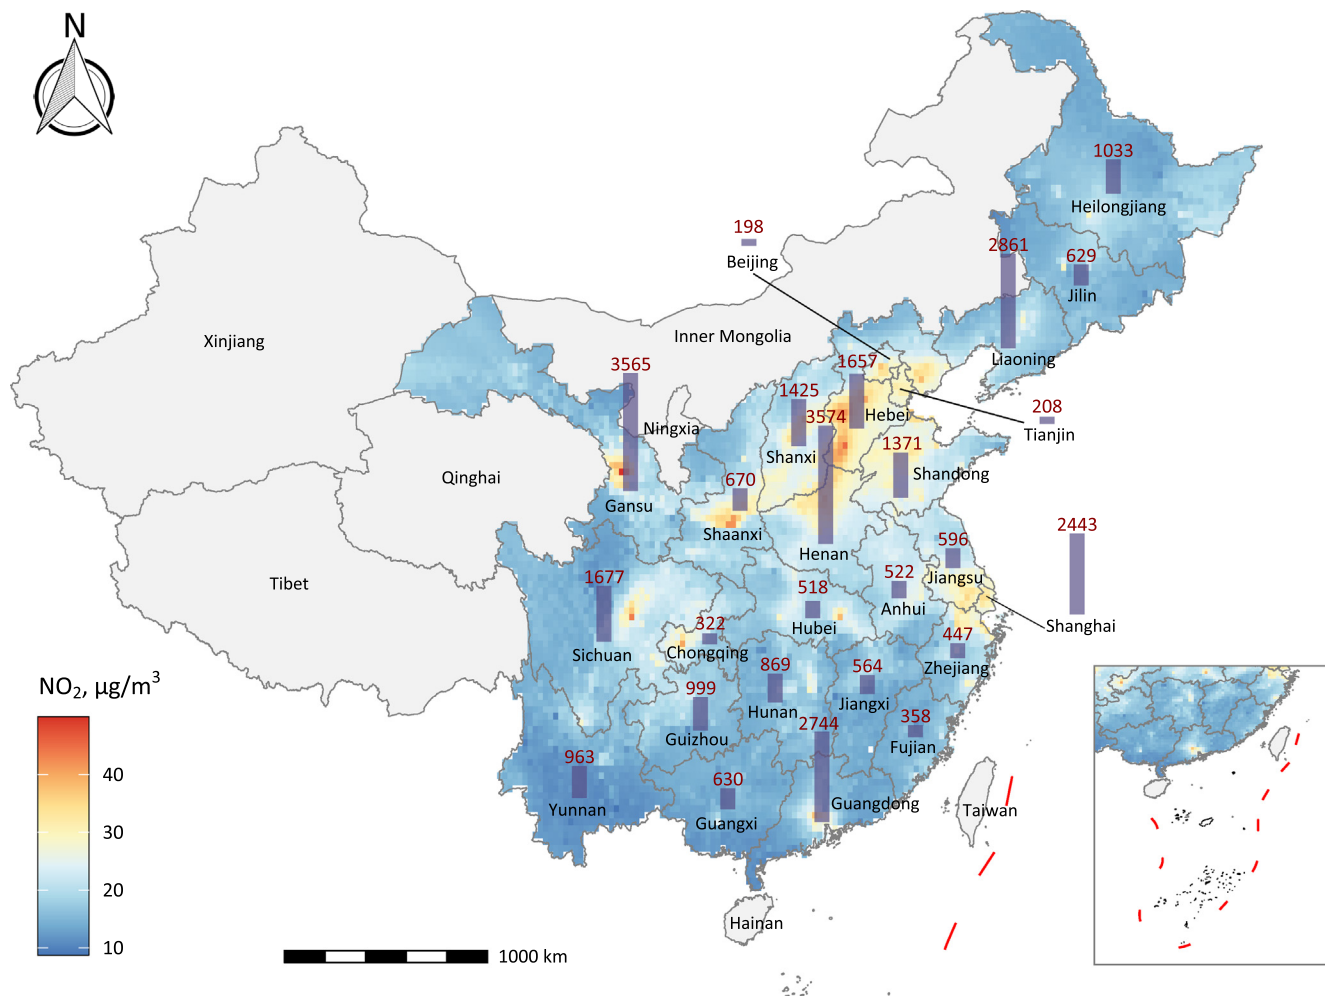 N
1033
Heilongjiang
198
Beijing
2861
629
Jilin
Xinjiang
Inner Mongolia
Liaoning
3565
1657
1425
3574
Hebei
208
Tianjin
Ningxia
Shanxi
1371
Shandong
Qinghai
670
Gansu
Shaanxi
Henan
2443
596
Jiangsu
Tibet
1677
518
522
Anhui
Shanghai
322
Hubei
447
Sichuan
Chongqing
Zhejiang
869
564
NO₂, μg/m³
999
Hunan
Jiangxi
358
2744
Guizhou
Fujian
963
40
630
Yunnan
Guangdong
Taiwan
Guangxi
30
20
Hainan
10
1000 km